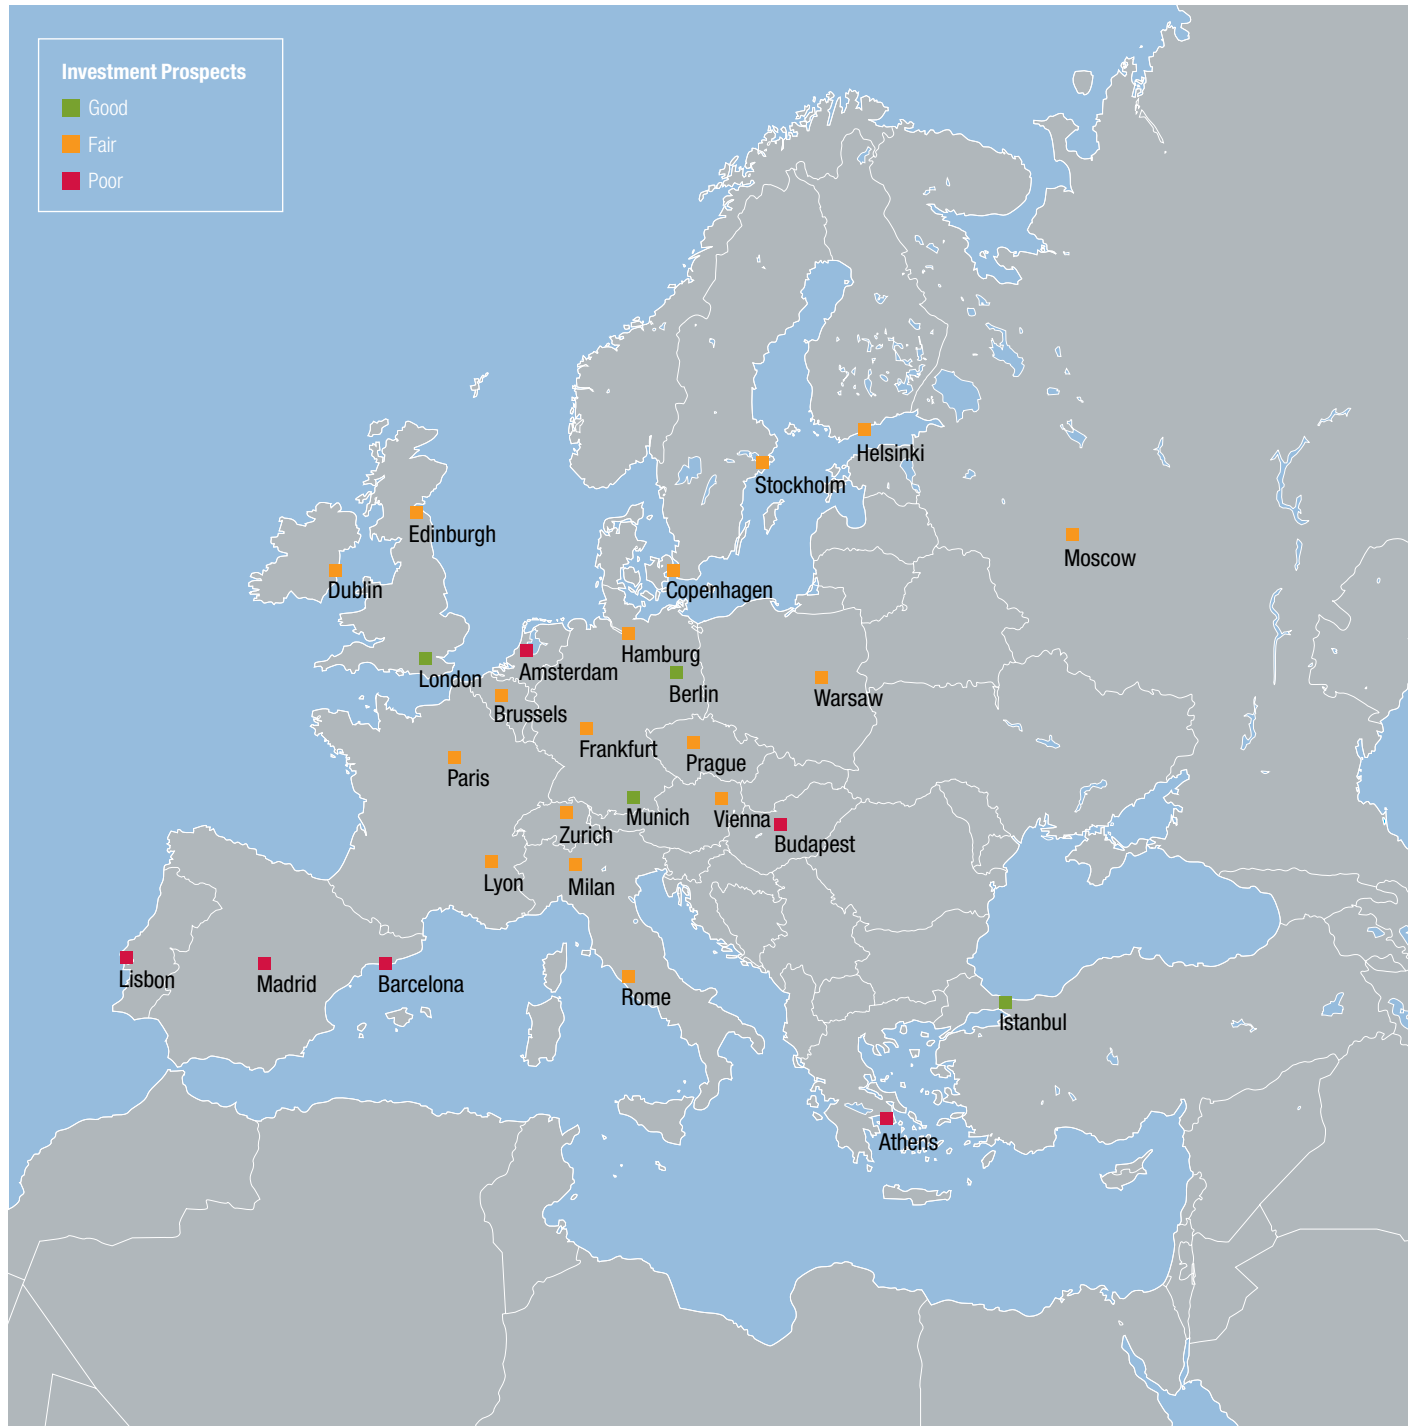 Investment Prospects
Good
Fair
Poor
Helsinki
Stockholm
Edinburgh
Moscow
Dublin
Copenhagen
Hamburg
Amsterdam
London
Berlin
Warsaw
Brussels
Frankfurt
Prague
Paris
Munich
Vienna
Zurich
Budapest
Lyon
Milan
Lisbon
Madrid
Barcelona
Rome
Istanbul
Athens